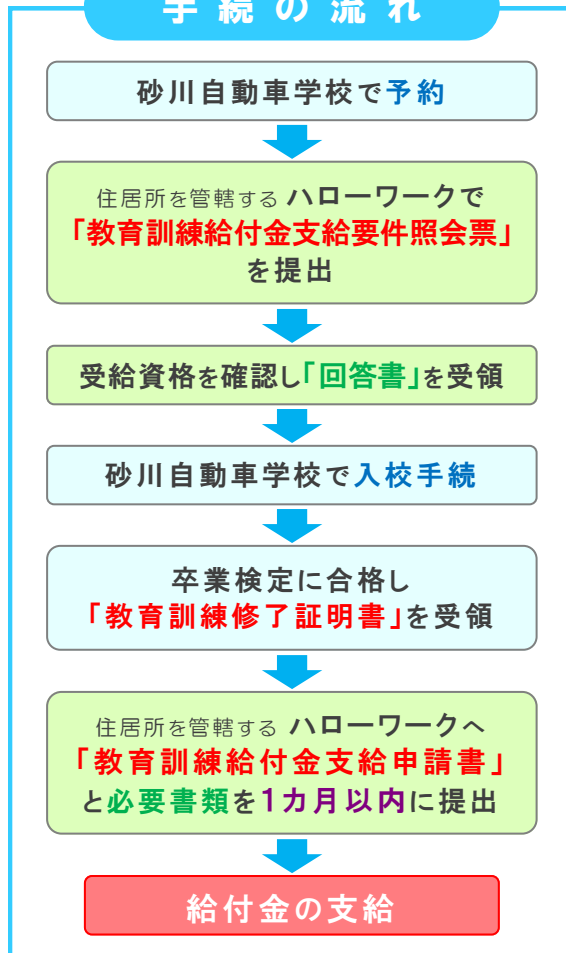 手続の流れ
砂川自動車学校で予約
住居所を管轄する ハローワークで
「教育訓練給付金支給要件照会票」
を提出
受給資格を確認し「回答書」を受領
砂川自動車学校で入校手続
卒業検定に合格し
「教育訓練修了証明書」を受領
住居所を管轄する ハローワークへ
「教育訓練給付金支給申請書」
と必要書類を1カ月以内に提出
給付金の支給